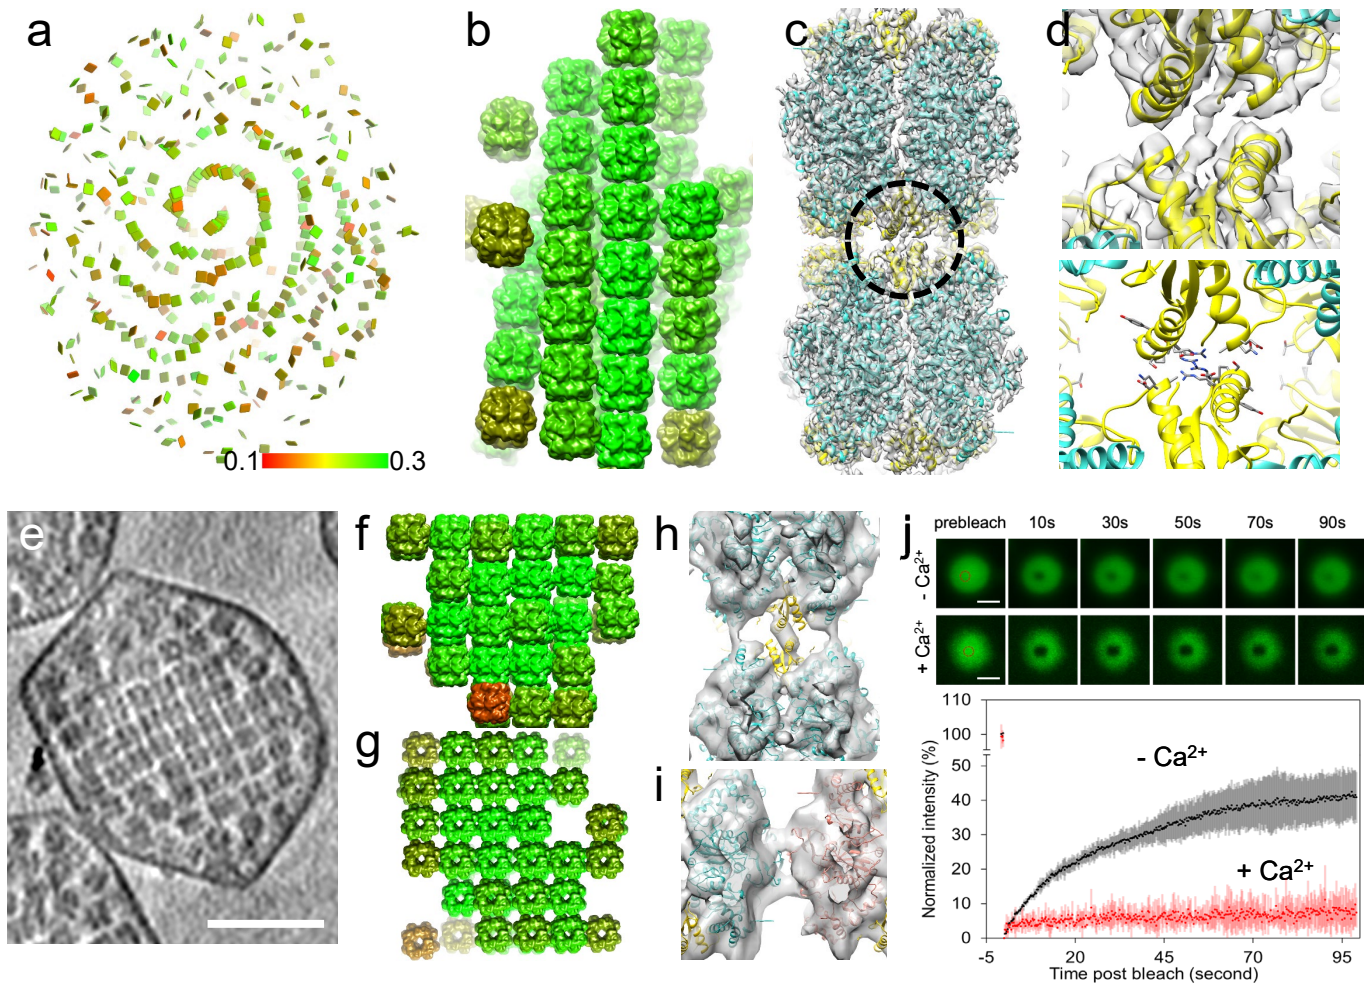 a
b
c
d
0.1 0.3
e
f
g
h
i
j
prebleach 10s 30s 50s 70s 90s
- Ca²⁺
+ Ca²⁺
110
100
50
40
30
20
10
0
Normalized intensity (%)
- Ca²⁺
+ Ca²⁺
-5 20 45 70 95
Time post bleach (second)